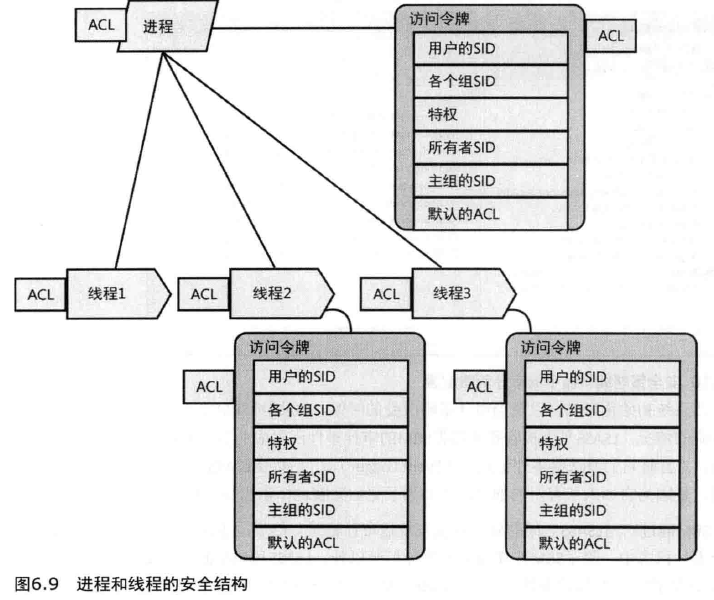 ACL
进程
访问令牌
用户的SID
各个组SID
特权
所有者SID
主组的SID
默认的ACL
ACL
ACL
线程1
ACL
线程2
ACL
线程3
访问令牌
用户的SID
各个组SID
特权
所有者SID
主组的SID
默认的ACL
ACL
访问令牌
用户的SID
各个组SID
特权
所有者SID
主组的SID
默认的ACL
ACL
图6.9 进程和线程的安全结构